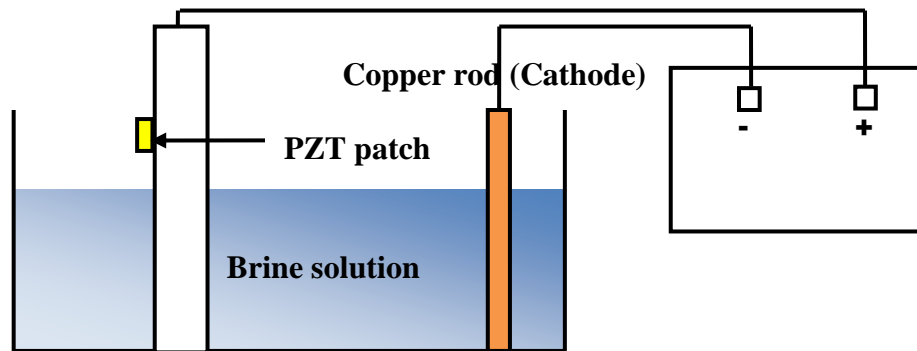 Copper rod (Cathode)
- +
PZT patch
Brine solution